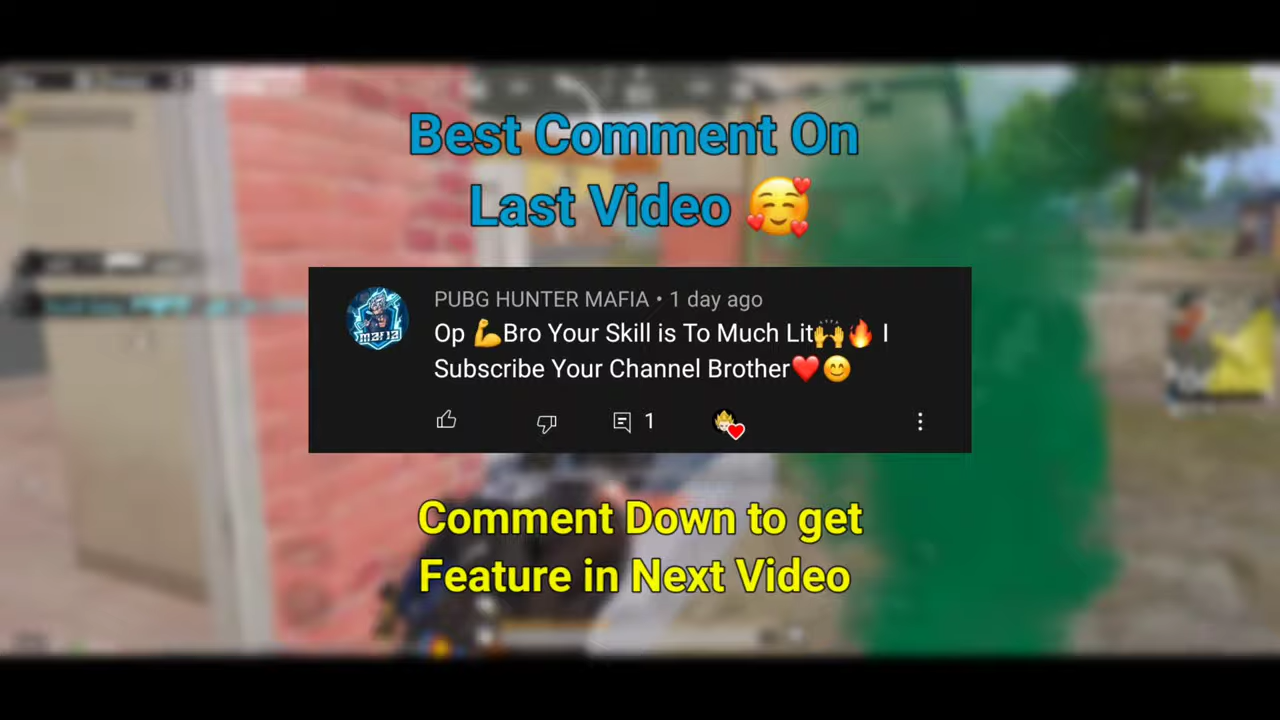 Best Comment On
Last Video 🥰
PUBG HUNTER MAFIA • 1 day ago
Op 💪Bro Your Skill is To Much Lit🙌🔥 I
Subscribe Your Channel Brother❤️😊
1
Comment Down to get
Feature in Next Video